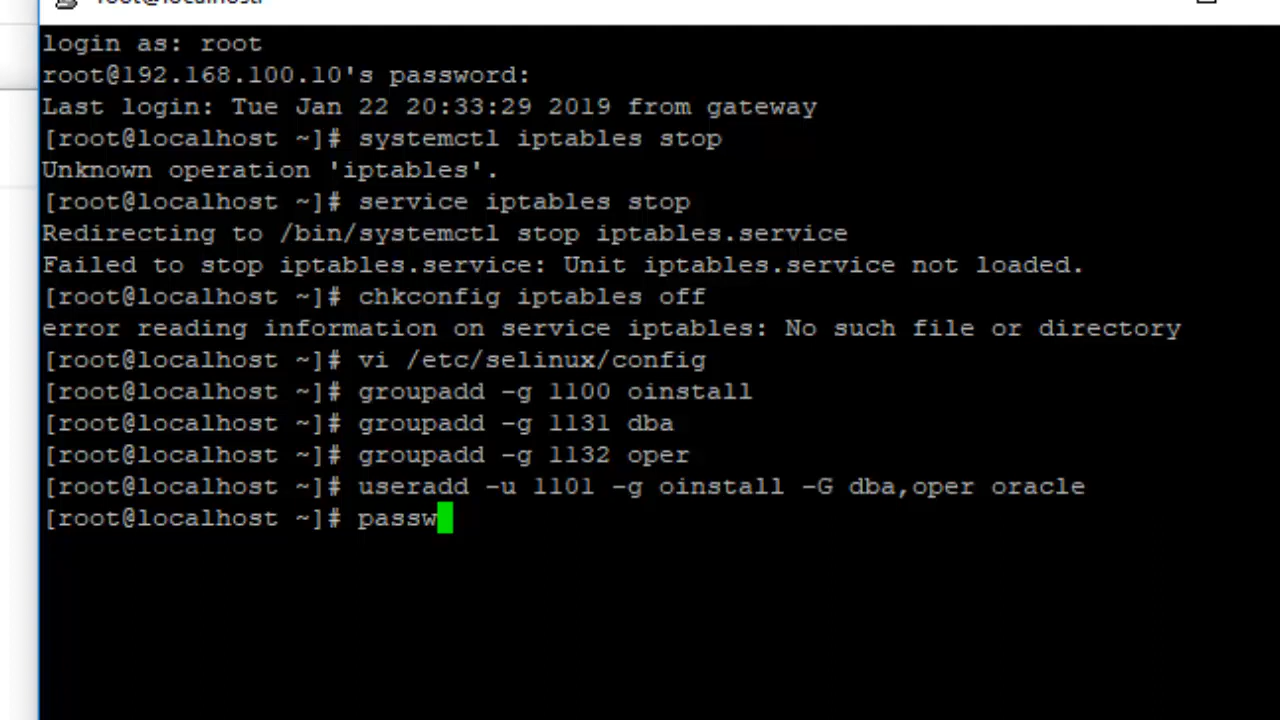 root@localhost:
login as: root
root@192.168.100.10's password:
Last login: Tue Jan 22 20:33:29 2019 from gateway
[root@localhost ~]# systemctl iptables stop
Unknown operation 'iptables'.
[root@localhost ~]# service iptables stop
Redirecting to /bin/systemctl stop iptables.service
Failed to stop iptables.service: Unit iptables.service not loaded.
[root@localhost ~]# chkconfig iptables off
error reading information on service iptables: No such file or directory
[root@localhost ~]# vi /etc/selinux/config
[root@localhost ~]# groupadd -g 1100 oinstall
[root@localhost ~]# groupadd -g 1131 dba
[root@localhost ~]# groupadd -g 1132 oper
[root@localhost ~]# useradd -u 1101 -g oinstall -G dba,oper oracle
[root@localhost ~]# passw